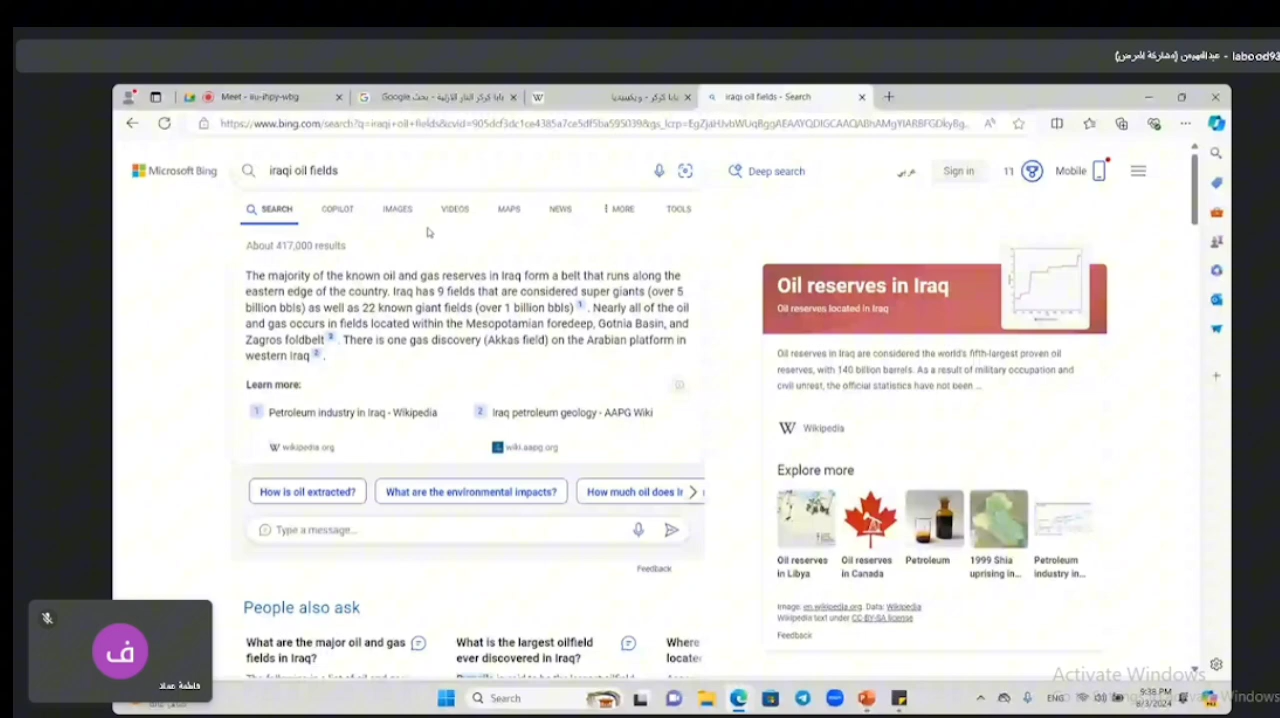 labood93 - عبدالمهيمن (مشاركة للعرض)
Meet - iiu-ihpy-wbg
بابا كركر النار الأزلية - بحث Google
بابا كركر - ويكيبيديا
iraqi oil fields - Search
Microsoft Bing
iraqi oil fields
Deep search
عربي
Sign in
11
Mobile
SEARCH
COPILOT
IMAGES
VIDEOS
MAPS
NEWS
MORE
TOOLS
About 417,000 results
The majority of the known oil and gas reserves in Iraq form a belt that runs along the
eastern edge of the country. Iraq has 9 fields that are considered super giants (over 5
billion bbls) as well as 22 known giant fields (over 1 billion bbls) 1. Nearly all of the oil
and gas occurs in fields located within the Mesopotamian foredeep, Gotnia Basin, and
Zagros foldbelt 2. There is one gas discovery (Akkas field) on the Arabian platform in
western Iraq 2.
Learn more:
1 Petroleum industry in Iraq - Wikipedia
2 Iraq petroleum geology - AAPG Wiki
wikipedia.org
wiki.aapg.org
How is oil extracted?
What are the environmental impacts?
How much oil does Ir
Type a message...
Feedback
People also ask
What are the major oil and gas
fields in Iraq?
What is the largest oilfield
ever discovered in Iraq?
Where
locate
Oil reserves in Iraq
Oil reserves located in Iraq
Oil reserves in Iraq are considered the world's fifth-largest proven oil
reserves, with 140 billion barrels. As a result of military occupation and
civil unrest, the official statistics have not been ...
Wikipedia
Explore more
Oil reserves
in Libya
Oil reserves
in Canada
Petroleum
1999 Shia
uprising in...
Petroleum
industry in...
Image: en.wikipedia.org. Data: Wikipedia
Wikipedia text under CC-BY-SA license
Feedback
ف
فاطمة عماد
Activate Windows
Search
ENG
9:38 PM
6/3/2024